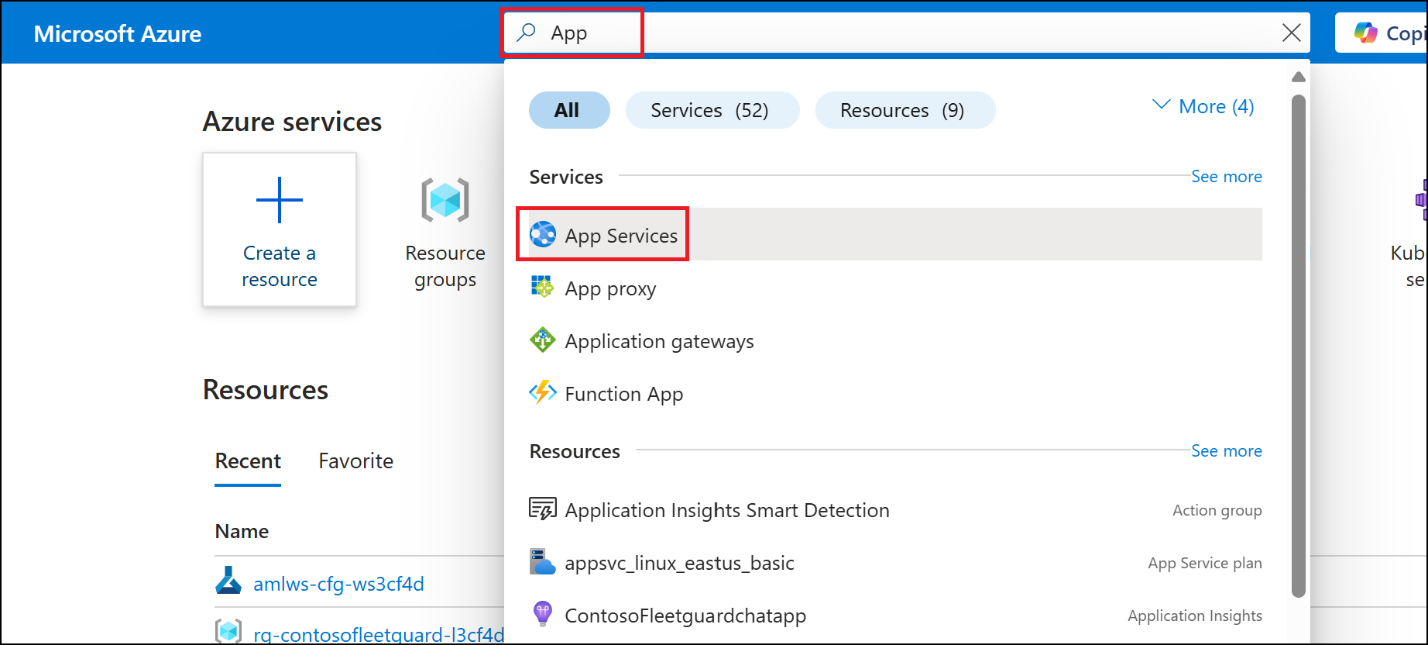 Microsoft Azure
App
Copi
All
Services (52)
Resources (9)
More (4)
Azure services
Create a
resource
Resource
groups
Kub
se
Services
See more
App Services
App proxy
Application gateways
Function App
Resources
See more
Application Insights Smart Detection
Action group
appsvc_linux_eastus_basic
App Service plan
ContosoFleetguardchatapp
Application Insights
Resources
Recent
Favorite
Name
amlws-cfg-ws3cf4d
rg-contosofleetguard-l3cf4d